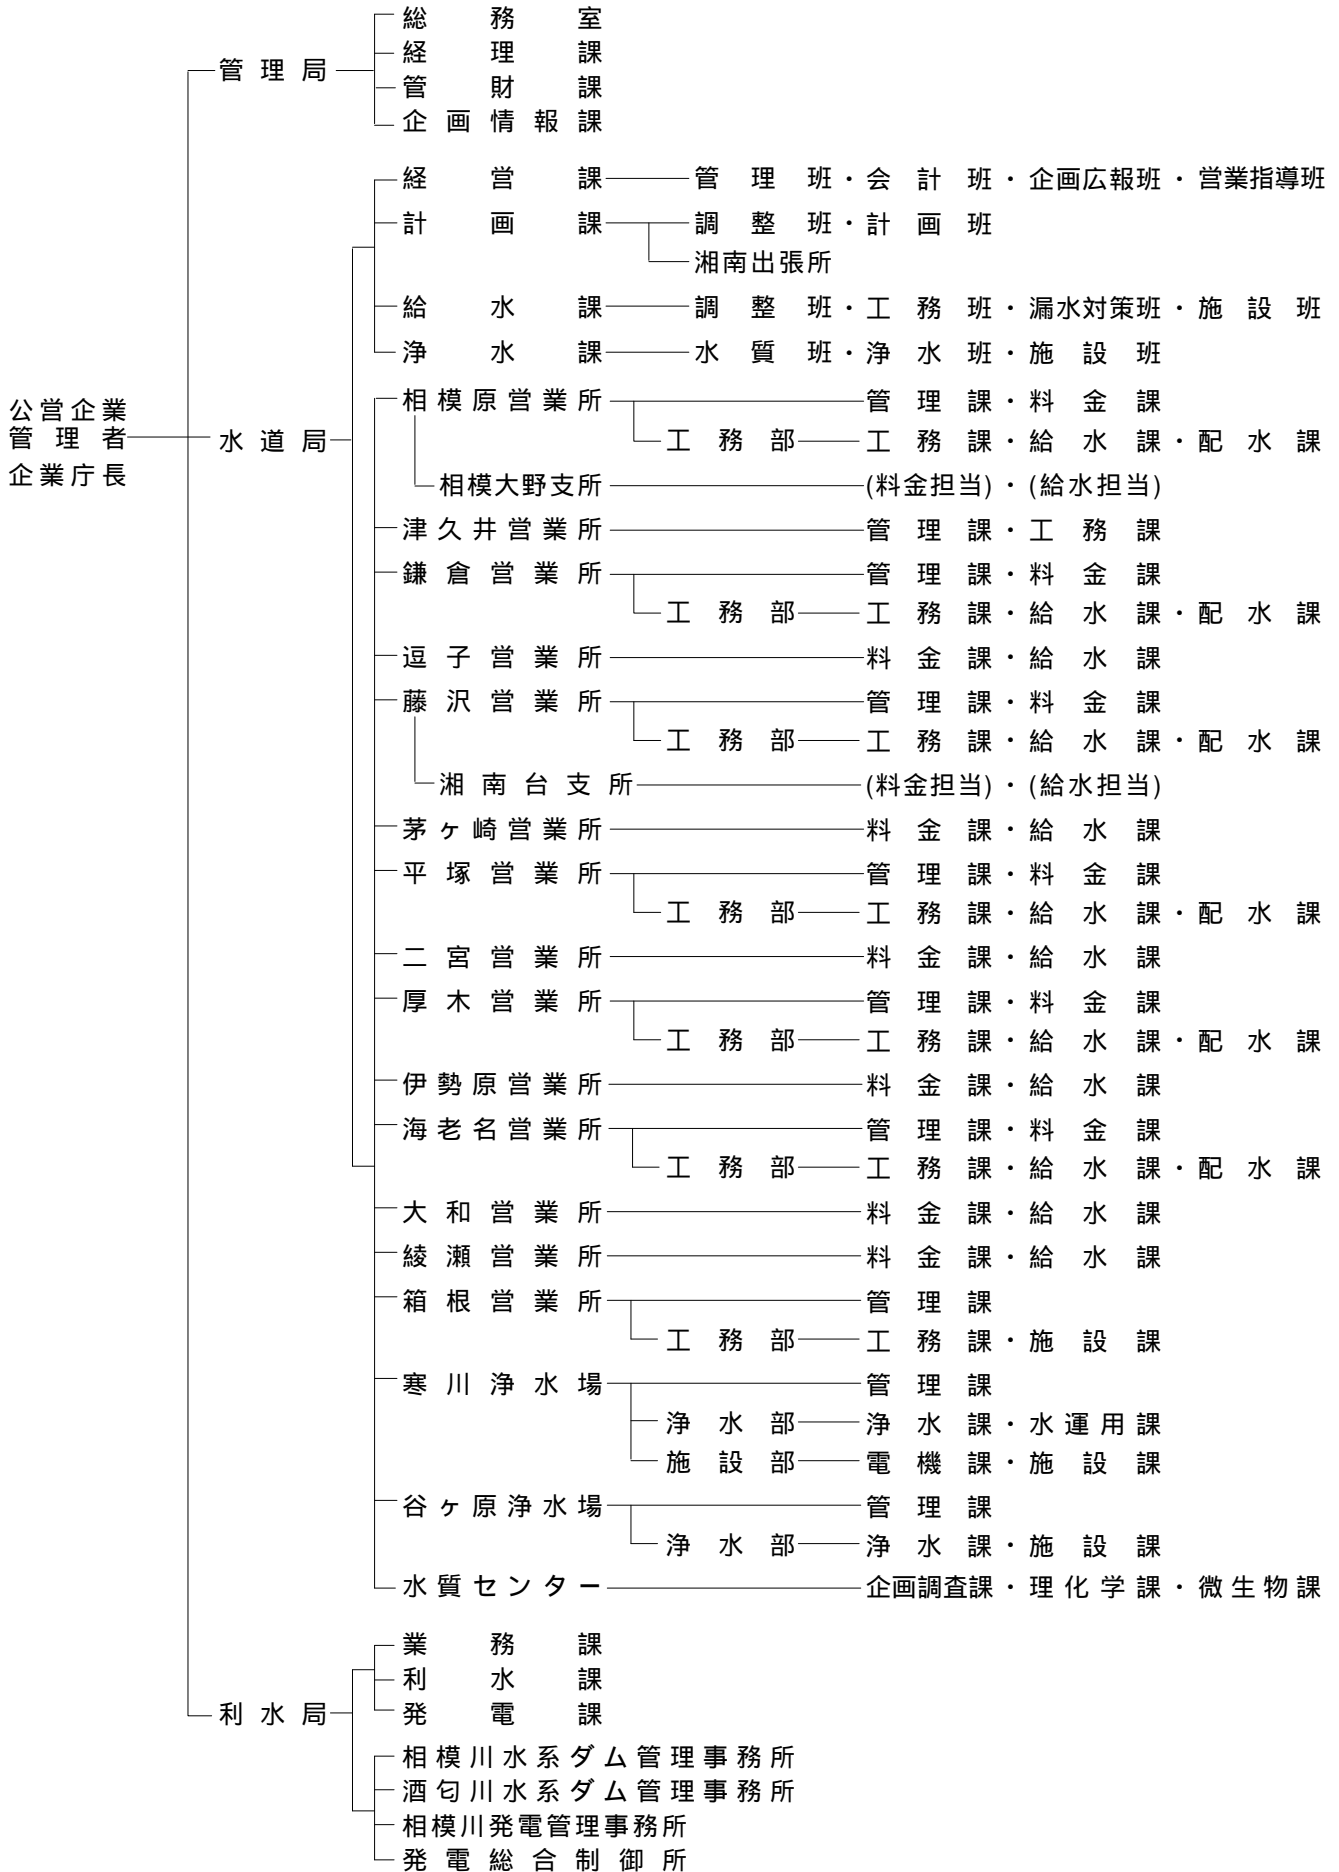 総務室
経理課
管理局
管財課
企画情報課
経営課 管理班・会計班・企画広報班・営業指導班
計画課 調整班・計画班
湘南出張所
給水課 調整班・工務班・漏水対策班・施設班
浄水課 水質班・浄水班・施設班
公営企業
管理者
企業庁長
水道局
相模原営業所 管理課・料金課
工務部 工務課・給水課・配水課
相模大野支所 (料金担当)・(給水担当)
津久井営業所 管理課・工務課
鎌倉営業所 管理課・料金課
工務部 工務課・給水課・配水課
逗子営業所 料金課・給水課
藤沢営業所 管理課・料金課
工務部 工務課・給水課・配水課
湘南台支所 (料金担当)・(給水担当)
茅ヶ崎営業所 料金課・給水課
平塚営業所 管理課・料金課
工務部 工務課・給水課・配水課
二宮営業所 料金課・給水課
厚木営業所 管理課・料金課
工務部 工務課・給水課・配水課
伊勢原営業所 料金課・給水課
海老名営業所 管理課・料金課
工務部 工務課・給水課・配水課
大和営業所 料金課・給水課
綾瀬営業所 料金課・給水課
箱根営業所 管理課
工務部 工務課・施設課
寒川浄水場 管理課
浄水部 浄水課・水運用課
施設部 電機課・施設課
谷ヶ原浄水場 管理課
浄水部 浄水課・施設課
水質センター 企画調査課・理化学課・微生物課
業務課
利水課
利水局
発電課
相模川水系ダム管理事務所
酒匂川水系ダム管理事務所
相模川発電管理事務所
発電総合制御所